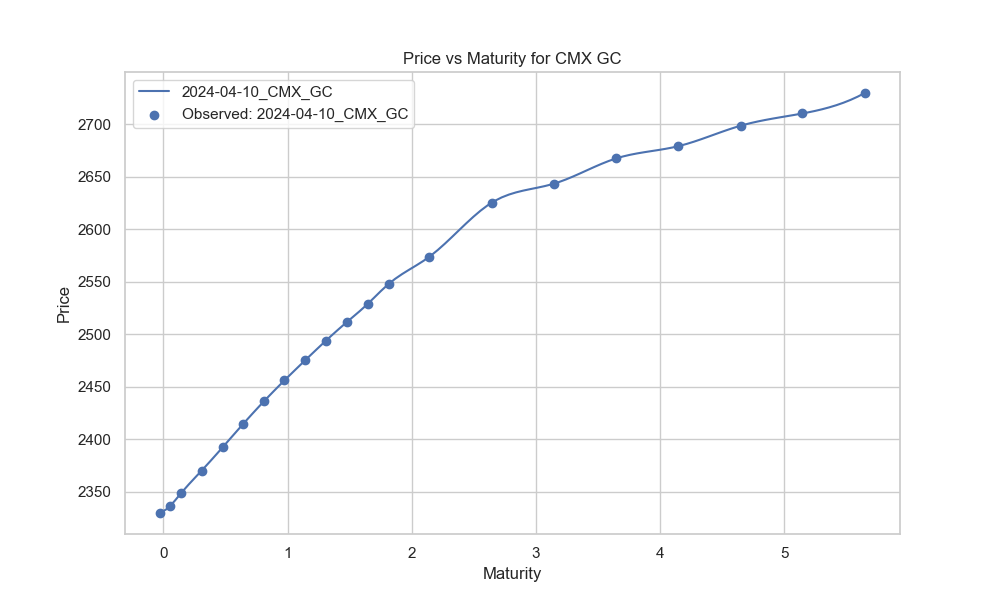 Price vs Maturity for CMX GC
2024-04-10_CMX_GC
Observed: 2024-04-10_CMX_GC
Price
2700
2650
2600
2550
2500
2450
2400
2350
0 1 2 3 4 5
Maturity